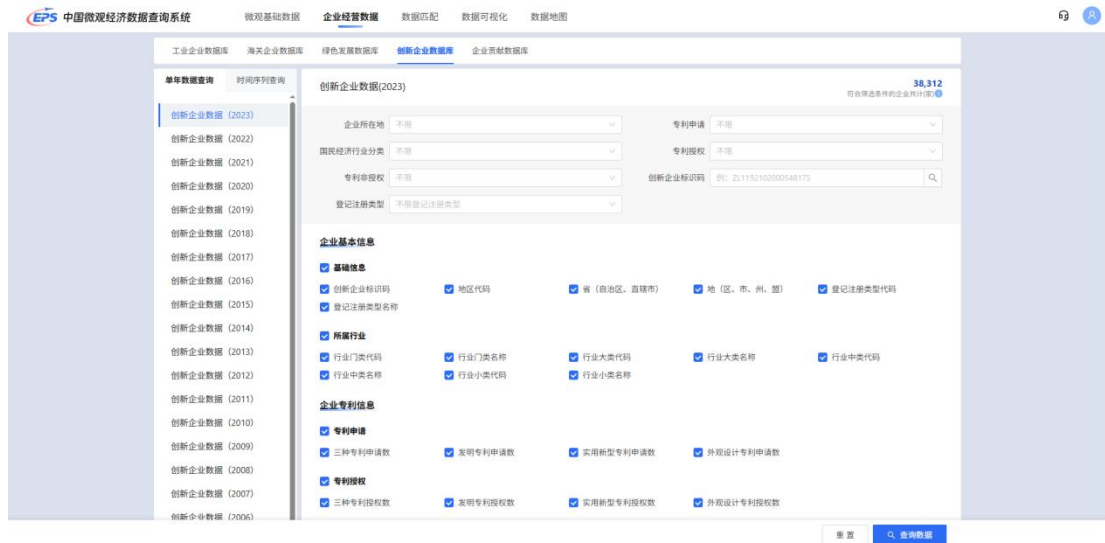 EPS 中国微观经济数据查询系统 微观基础数据 企业经营数据 数据匹配 数据可视化 数据地图
工业企业数据库 海关企业数据库 绿色发展数据库 创新企业数据库 企业贡献数据库
单年数据查询 时间序列查询
创新企业数据(2023)
38,312
符合筛选条件的企业共计(家)
创新企业数据（2023）
创新企业数据（2022）
创新企业数据（2021）
创新企业数据（2020）
创新企业数据（2019）
创新企业数据（2018）
创新企业数据（2017）
创新企业数据（2016）
创新企业数据（2015）
创新企业数据（2014）
创新企业数据（2013）
创新企业数据（2012）
创新企业数据（2011）
创新企业数据（2010）
创新企业数据（2009）
创新企业数据（2008）
创新企业数据（2007）
创新企业数据（2006）
企业所在地 不限 专利申请 不限
国民经济行业分类 不限 专利授权 不限
专利非授权 不限 创新企业标识码 例：ZL1192102000548175
登记注册类型 不限登记注册类型
企业基本信息
基础信息
创新企业标识码 地区代码 省（自治区、直辖市） 地（区、市、州、盟） 登记注册类型代码
登记注册类型名称
所属行业
行业门类代码 行业门类名称 行业大类代码 行业大类名称 行业中类代码
行业中类名称 行业小类代码 行业小类名称
企业专利信息
专利申请
三种专利申请数 发明专利申请数 实用新型专利申请数 外观设计专利申请数
专利授权
三种专利授权数 发明专利授权数 实用新型专利授权数 外观设计专利授权数
重置 查询数据